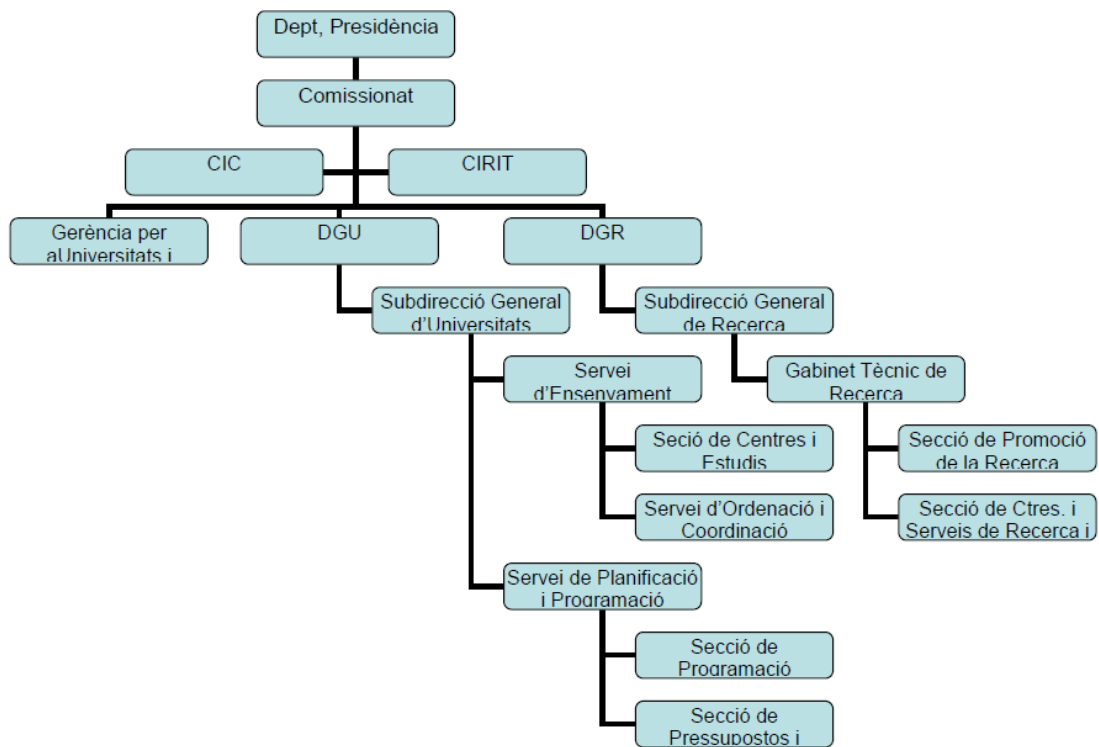 Dept, Presidència
Comissionat
CIC
CIRIT
Gerència per
aUniversitats i
DGU
DGR
Subdirecció General
d'Universitats
Subdirecció General
de Recerca
Servei
d'Ensenyament
Gabinet Tècnic de
Recerca
Seció de Centres i
Estudis
Secció de Promoció
de la Recerca
Servei d'Ordenació i
Coordinació
Secció de Ctres. i
Serveis de Recerca i
Servei de Planificació
i Programació
Secció de
Programació
Secció de
Pressupostos i